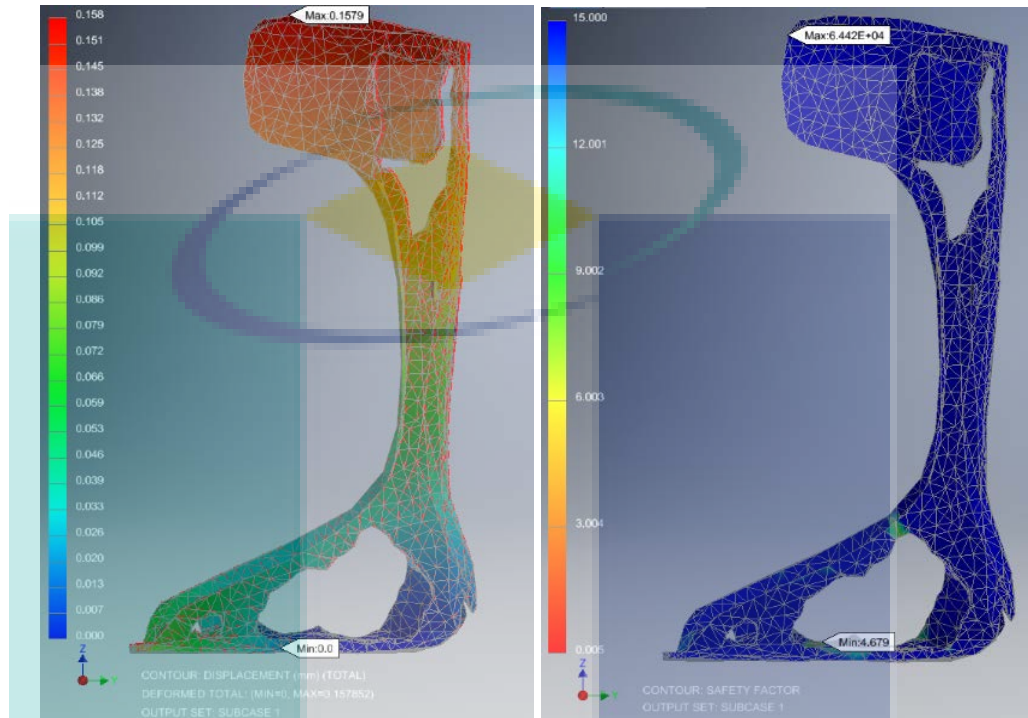 0.158
Max:0.1579
0.151
0.145
0.138
0.132
0.125
0.118
0.112
0.105
0.099
0.092
0.086
0.079
0.072
0.066
0.059
0.053
0.046
0.039
0.033
0.026
0.020
0.013
0.007
0.000
Min:0.0
Z
Y
CONTOUR: DISPLACEMENT (mm) (TOTAL)
DEFORMED TOTAL: (MIN=0, MAX=0.157852)
OUTPUT SET: SUBCASE 1
15.000
Max:6.442E+04
12.001
9.002
6.003
3.004
0.005
Min:4.679
Z
Y
CONTOUR: SAFETY FACTOR
OUTPUT SET: SUBCASE 1